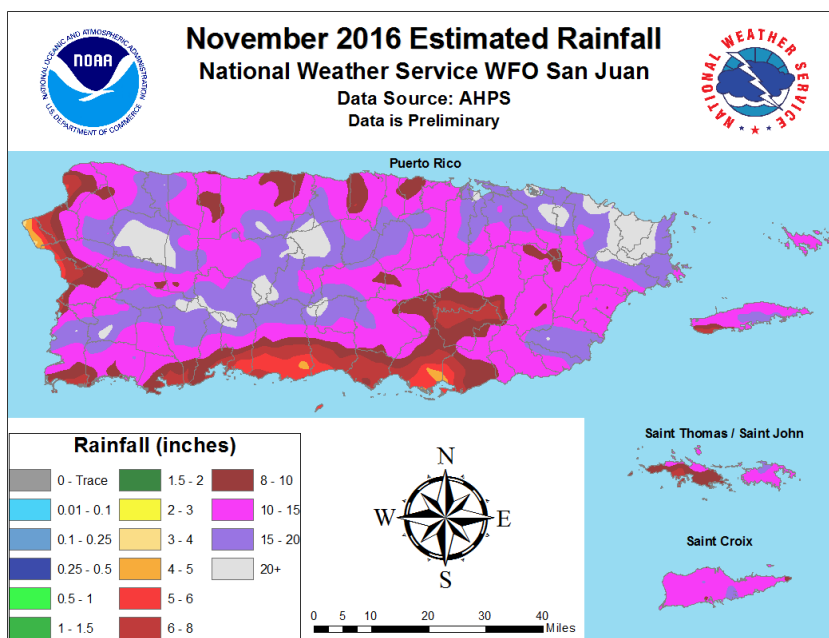 November 2016 Estimated Rainfall
National Weather Service WFO San Juan
Data Source: AHPS
Data is Preliminary
NATIONAL OCEANIC AND ATMOSPHERIC ADMINISTRATION
NOAA
U.S. DEPARTMENT OF COMMERCE
NATIONAL WEATHER SERVICE
Puerto Rico
Saint Thomas / Saint John
Saint Croix
Rainfall (inches)
0 - Trace 1.5 - 2 8 - 10
0.01 - 0.1 2 - 3 10 - 15
0.1 - 0.25 3 - 4 15 - 20
0.25 - 0.5 4 - 5 20+
0.5 - 1 5 - 6
1 - 1.5 6 - 8
N
W E
S
0 5 10 20 30 40
Miles